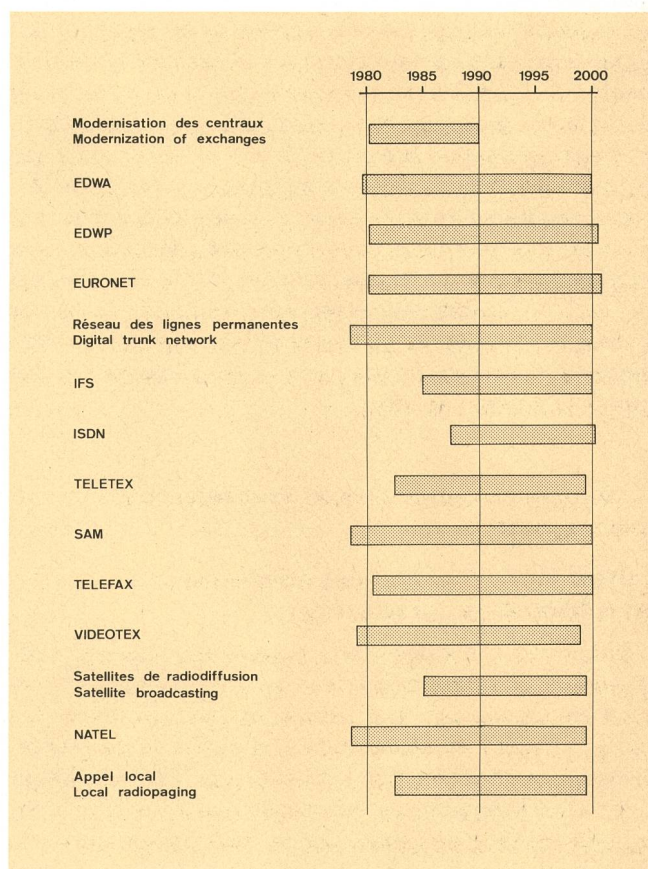 1980 1985 1990 1995 2000
Modernisation des centraux
Modernization of exchanges
EDWA
EDWP
EURONET
Réseau des lignes permanentes
Digital trunk network
IFS
ISDN
TELETEX
SAM
TELEFAX
VIDEOTEX
Satellites de radiodiffusion
Satellite broadcasting
NATEL
Appel local
Local radiopaging